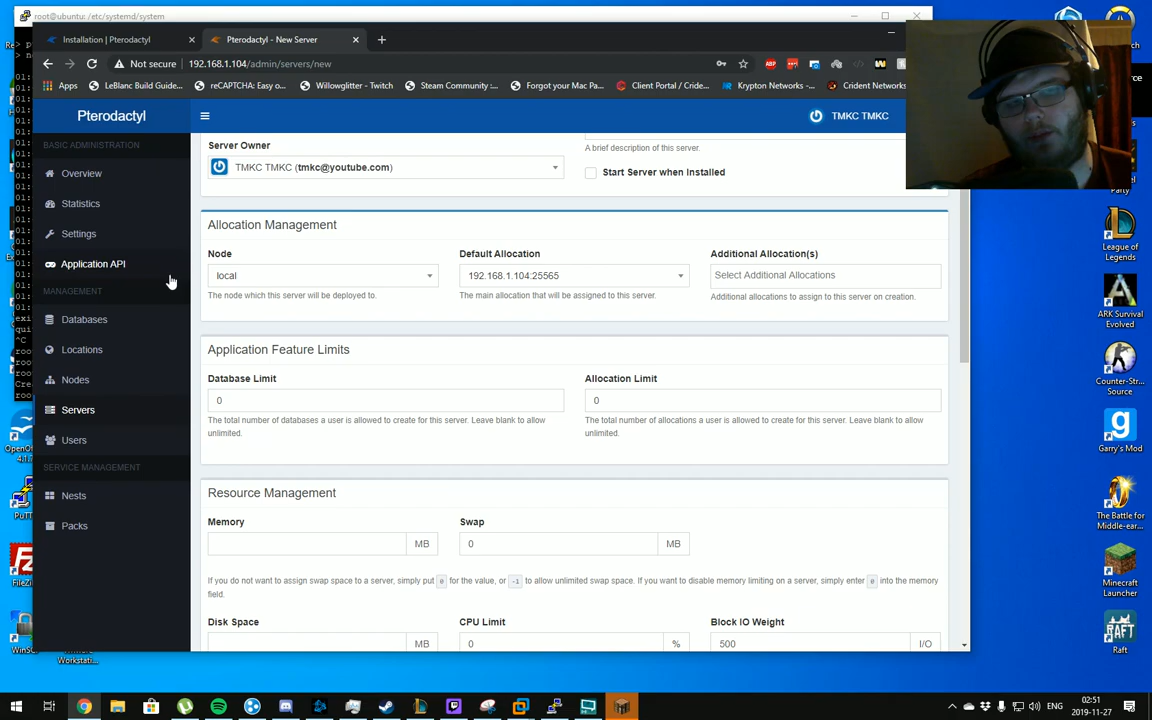 root@ubuntu: /etc/systemd/system
Installation | Pterodactyl
Pterodactyl - New Server
Not secure
192.168.1.104/admin/servers/new
Apps
LeBlanc Build Guide...
reCAPTCHA: Easy o...
Willowglitter - Twitch
Steam Community :...
Forgot your Mac Pa...
Client Portal / Cride...
Krypton Networks -...
Crident Networks
Pterodactyl
TMKC TMKC
BASIC ADMINISTRATION
Overview
Statistics
Settings
Application API
MANAGEMENT
Databases
Locations
Nodes
Servers
Users
SERVICE MANAGEMENT
Nests
Packs
Server Owner
TMKC TMKC (tmkc@youtube.com)
A brief description of this server.
Start Server when Installed
Allocation Management
Node
Default Allocation
Additional Allocation(s)
local
192.168.1.104:25565
Select Additional Allocations
The node which this server will be deployed to.
The main allocation that will be assigned to this server.
Additional allocations to assign to this server on creation.
Application Feature Limits
Database Limit
Allocation Limit
0
0
The total number of databases a user is allowed to create for this server. Leave blank to allow
unlimited.
The total number of allocations a user is allowed to create for this server. Leave blank to allow
unlimited.
Resource Management
Memory
Swap
MB
0
MB
If you do not want to assign swap space to a server, simply put 0 for the value, or -1 to allow unlimited swap space. If you want to disable memory limiting on a server, simply enter 0 into the memory
field.
Disk Space
CPU Limit
Block IO Weight
MB
0
%
500
I/O
League of
Legends
ARK Survival
Evolved
Counter-Str...
Source
Garry's Mod
The Battle for
Middle-ear...
Minecraft
Launcher
Raft
Party
OpenOf
4.1.
PuTT
FileZi
WinSC
Workstati...
ENG
02:51
2019-11-27